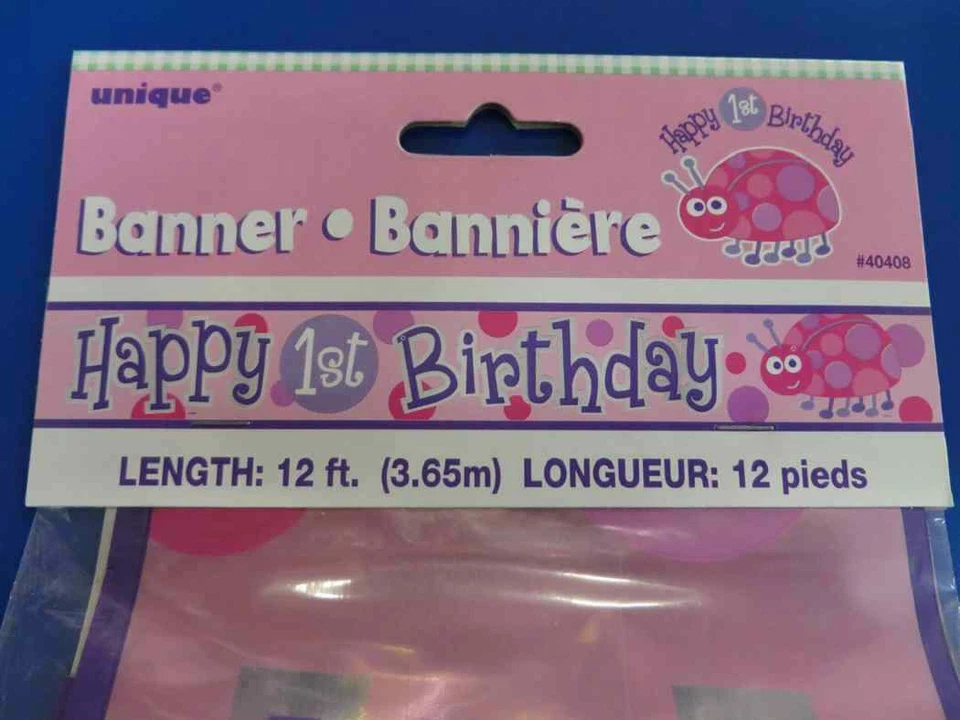 unique®
Happy 1st Birthday
Banner • Bannière
#40408
Happy 1st Birthday
LENGTH: 12 ft. (3.65m) LONGUEUR: 12 pieds